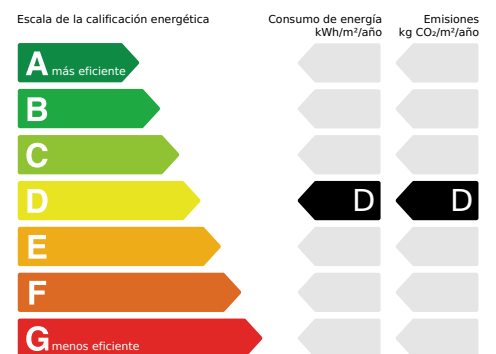 Escala de la calificación energética
Consumo de energía
kWh/m²/año
Emisiones
kg CO₂/m²/año
A más eficiente
B
C
D D D
E
F
G menos eficiente